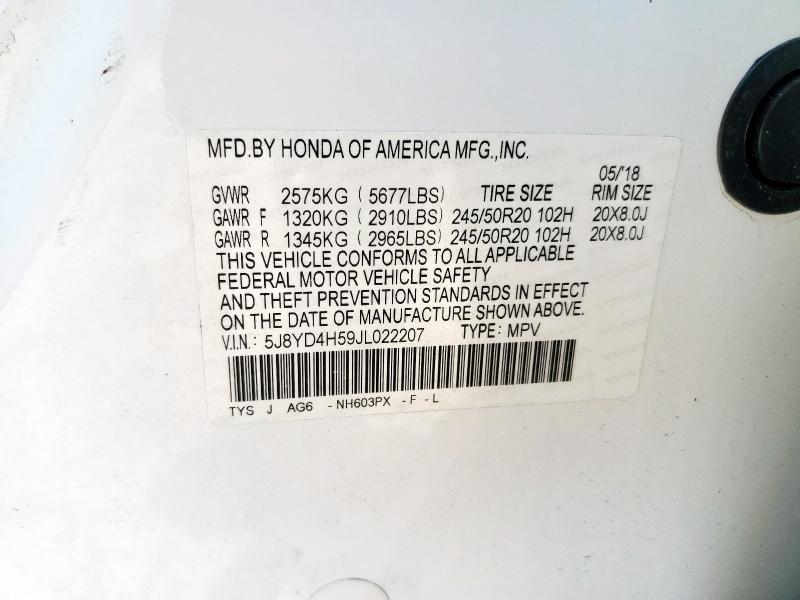 MFD.BY HONDA OF AMERICA MFG.,INC.
05/'18
GVWR 2575KG ( 5677LBS) TIRE SIZE RIM SIZE
GAWR F 1320KG ( 2910LBS) 245/50R20 102H 20X8.0J
GAWR R 1345KG ( 2965LBS) 245/50R20 102H 20X8.0J
THIS VEHICLE CONFORMS TO ALL APPLICABLE
FEDERAL MOTOR VEHICLE SAFETY
AND THEFT PREVENTION STANDARDS IN EFFECT
ON THE DATE OF MANUFACTURE SHOWN ABOVE.
V.I.N.: 5J8YD4H59JL022207 TYPE: MPV
TYS J AG6 -NH603PX -F -L